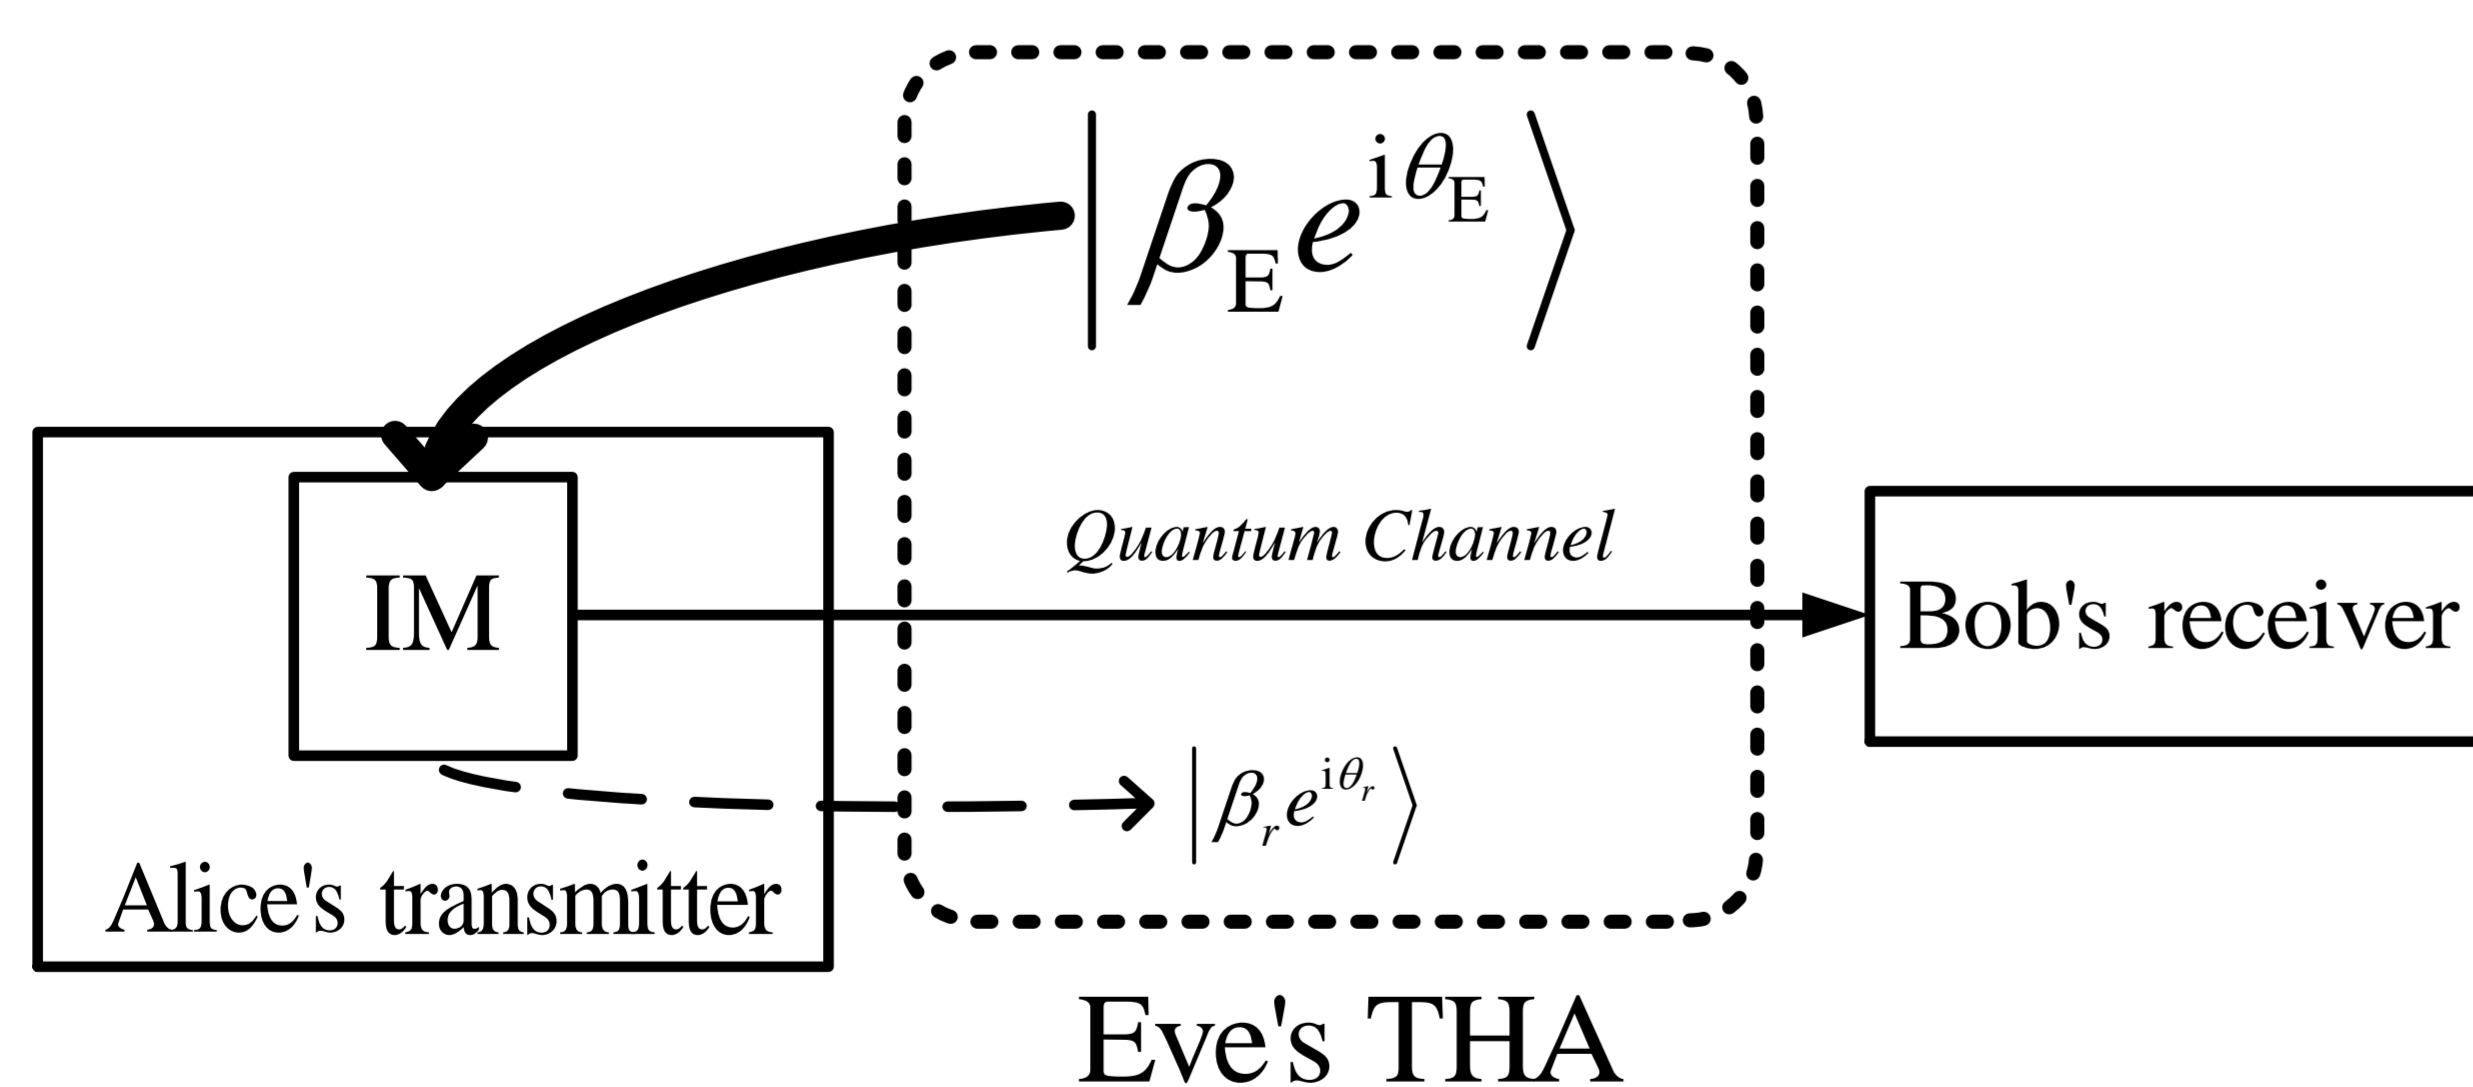 |β_E e^{iθ_E}⟩
Quantum Channel
IM
Bob's receiver
|β_r e^{iθ_r}⟩
Alice's transmitter
Eve's THA